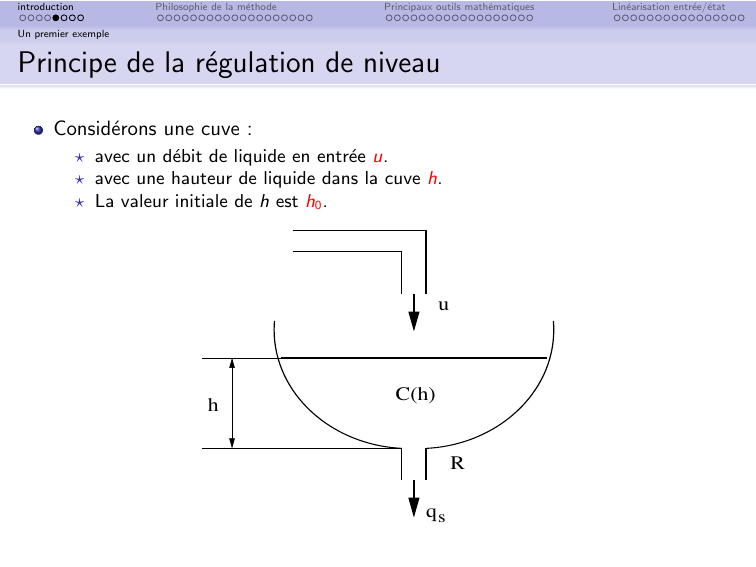 introduction Philosophie de la méthode Principaux outils mathématiques Linéarisation entrée/état
Un premier exemple
Principe de la régulation de niveau
Considérons une cuve :
avec un débit de liquide en entrée u.
avec une hauteur de liquide dans la cuve h.
La valeur initiale de h est h₀.
u
C(h)
h
R
qₛ